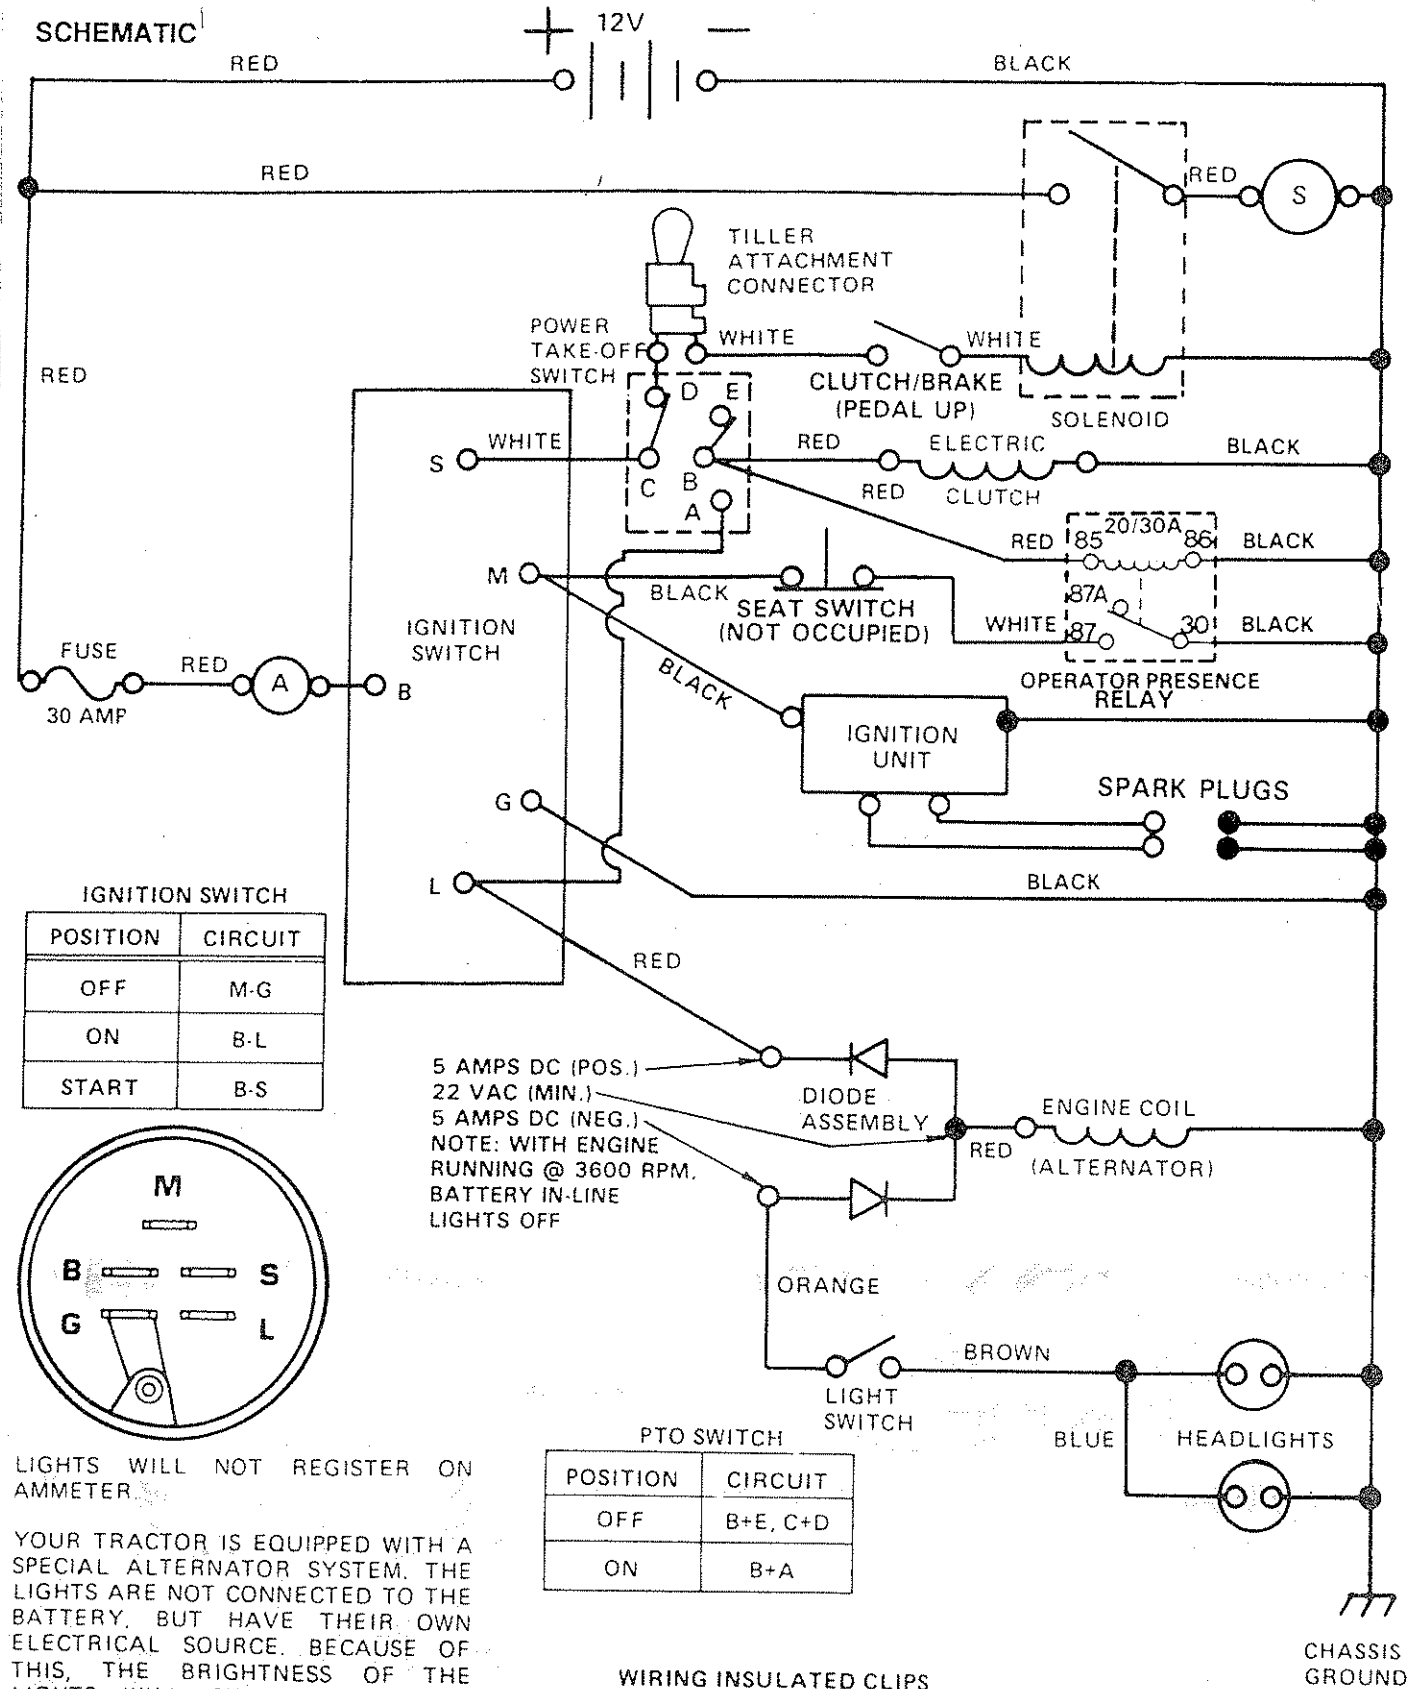 SCHEMATIC
12V
RED
BLACK
RED
RED
S
TILLER
ATTACHMENT
CONNECTOR
POWER
TAKE-OFF
SWITCH
WHITE
WHITE
RED
CLUTCH/BRAKE
(PEDAL UP)
SOLENOID
D
E
S
WHITE
C
B
A
RED
ELECTRIC
CLUTCH
BLACK
RED
20/30A
RED
85
86
BLACK
M
BLACK
SEAT SWITCH
(NOT OCCUPIED)
87A
WHITE
87
30
BLACK
IGNITION
SWITCH
FUSE
RED
A
B
30 AMP
BLACK
OPERATOR PRESENCE
RELAY
IGNITION
UNIT
G
SPARK PLUGS
L
BLACK
IGNITION SWITCH
POSITION CIRCUIT
OFF M-G
ON B-L
START B-S
RED
5 AMPS DC (POS.)
22 VAC (MIN.)
5 AMPS DC (NEG.)
NOTE: WITH ENGINE
RUNNING @ 3600 RPM.
BATTERY IN-LINE
LIGHTS OFF
DIODE
ASSEMBLY
RED
ENGINE COIL
(ALTERNATOR)
M
B
S
G
L
ORANGE
BROWN
LIGHT
SWITCH
BLUE
HEADLIGHTS
PTO SWITCH
POSITION CIRCUIT
OFF B+E, C+D
ON B+A
LIGHTS WILL NOT REGISTER ON
AMMETER.
YOUR TRACTOR IS EQUIPPED WITH A
SPECIAL ALTERNATOR SYSTEM. THE
LIGHTS ARE NOT CONNECTED TO THE
BATTERY, BUT HAVE THEIR OWN
ELECTRICAL SOURCE. BECAUSE OF
THIS, THE BRIGHTNESS OF THE
WIRING INSULATED CLIPS
CHASSIS
GROUND